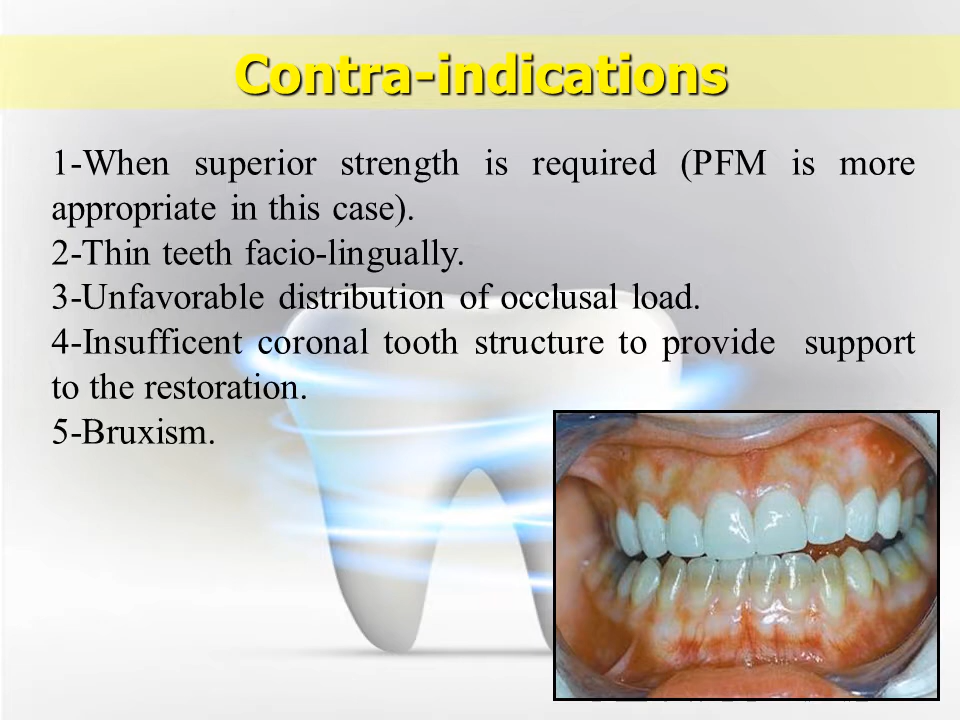 Contra-indications
1-When superior strength is required (PFM is more
appropriate in this case).
2-Thin teeth facio-lingually.
3-Unfavorable distribution of occlusal load.
4-Insufficent coronal tooth structure to provide support
to the restoration.
5-Bruxism.